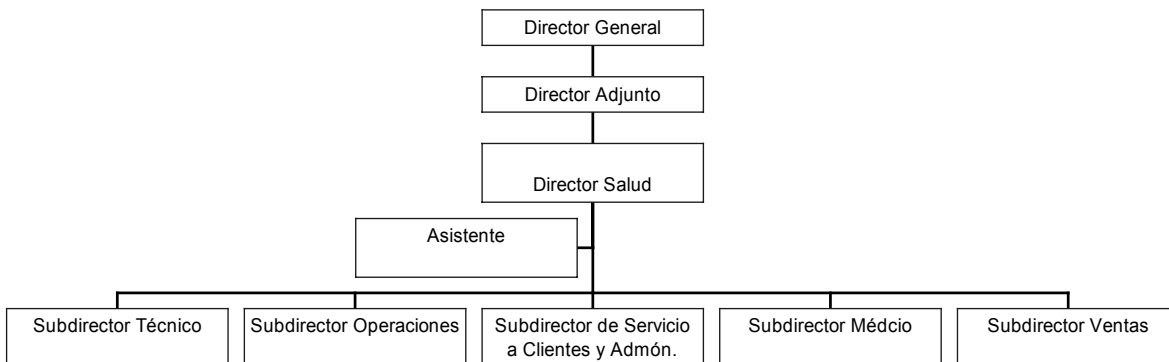 Director General
Director Adjunto
Director Salud
Asistente
Subdirector Técnico
Subdirector Operaciones
Subdirector de Servicio
a Clientes y Admón.
Subdirector Médcio
Subdirector Ventas